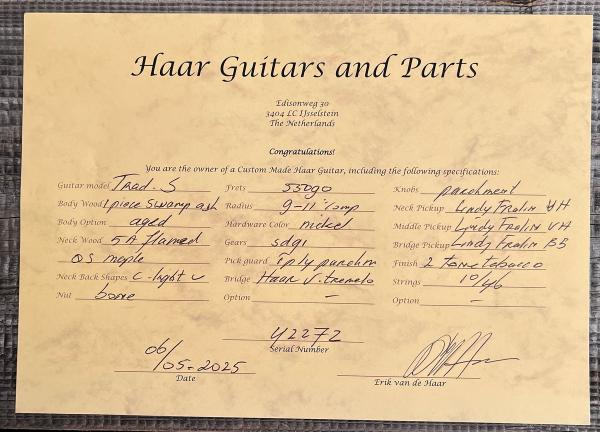 Haar Guitars and Parts
Edisonweg 30
3404 LC IJsselstein
The Netherlands
Congratulations!
You are the owner of a Custom Made Haar Guitar, including the following specifications:
Guitar model Trad. S Frets 55090 Knobs parchment
Body Wood 1 piece swamp ash Radius 9-11" comp Neck Pickup Lindy Fralin VH
Body Option aged Hardware Color nickel Middle Pickup Lindy Fralin VH
Neck Wood 5A flamed Gears sdg1 Bridge Pickup Lindy Fralin
QS maple Pick guard 1 ply parchm Finish 2 Tone tobacco
Neck Back Shapes C-light V Bridge Haar V. tremelo Strings 10/46
Nut bone Option – Option –
42272
Serial Number
06/05-2025
Date
Erik van de Haar